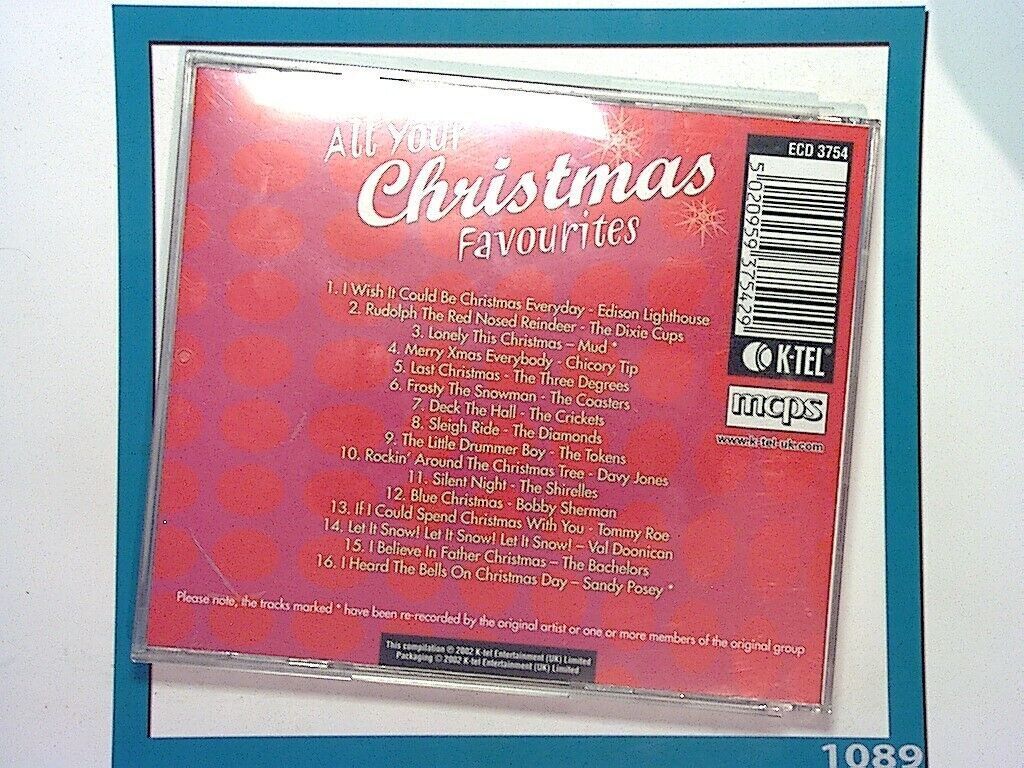 All Your
Christmas
Favourites
1. I Wish It Could Be Christmas Everyday - Edison Lighthouse
2. Rudolph The Red Nosed Reindeer - The Dixie Cups
3. Lonely This Christmas – Mud *
4. Merry Xmas Everybody - Chicory Tip
5. Last Christmas - The Three Degrees
6. Frosty The Snowman - The Coasters
7. Deck The Hall - The Crickets
8. Sleigh Ride - The Diamonds
9. The Little Drummer Boy - The Tokens
10. Rockin' Around The Christmas Tree - Davy Jones
11. Silent Night - The Shirelles
12. Blue Christmas - Bobby Sherman
13. If I Could Spend Christmas With You - Tommy Roe
14. Let It Snow! Let It Snow! Let It Snow! – Val Doonican
15. I Believe In Father Christmas – The Bachelors
16. I Heard The Bells On Christmas Day – Sandy Posey *
Please note, the tracks marked * have been re-recorded by the original artist or one or more members of the original group
This compilation ℗ 2002 K-tel Entertainment (UK) Limited
Packaging © 2002 K-tel Entertainment (UK) Limited
ECD 3754
5 020959 375429
K-TEL®
mcps
www.k-tel-uk.com
1089